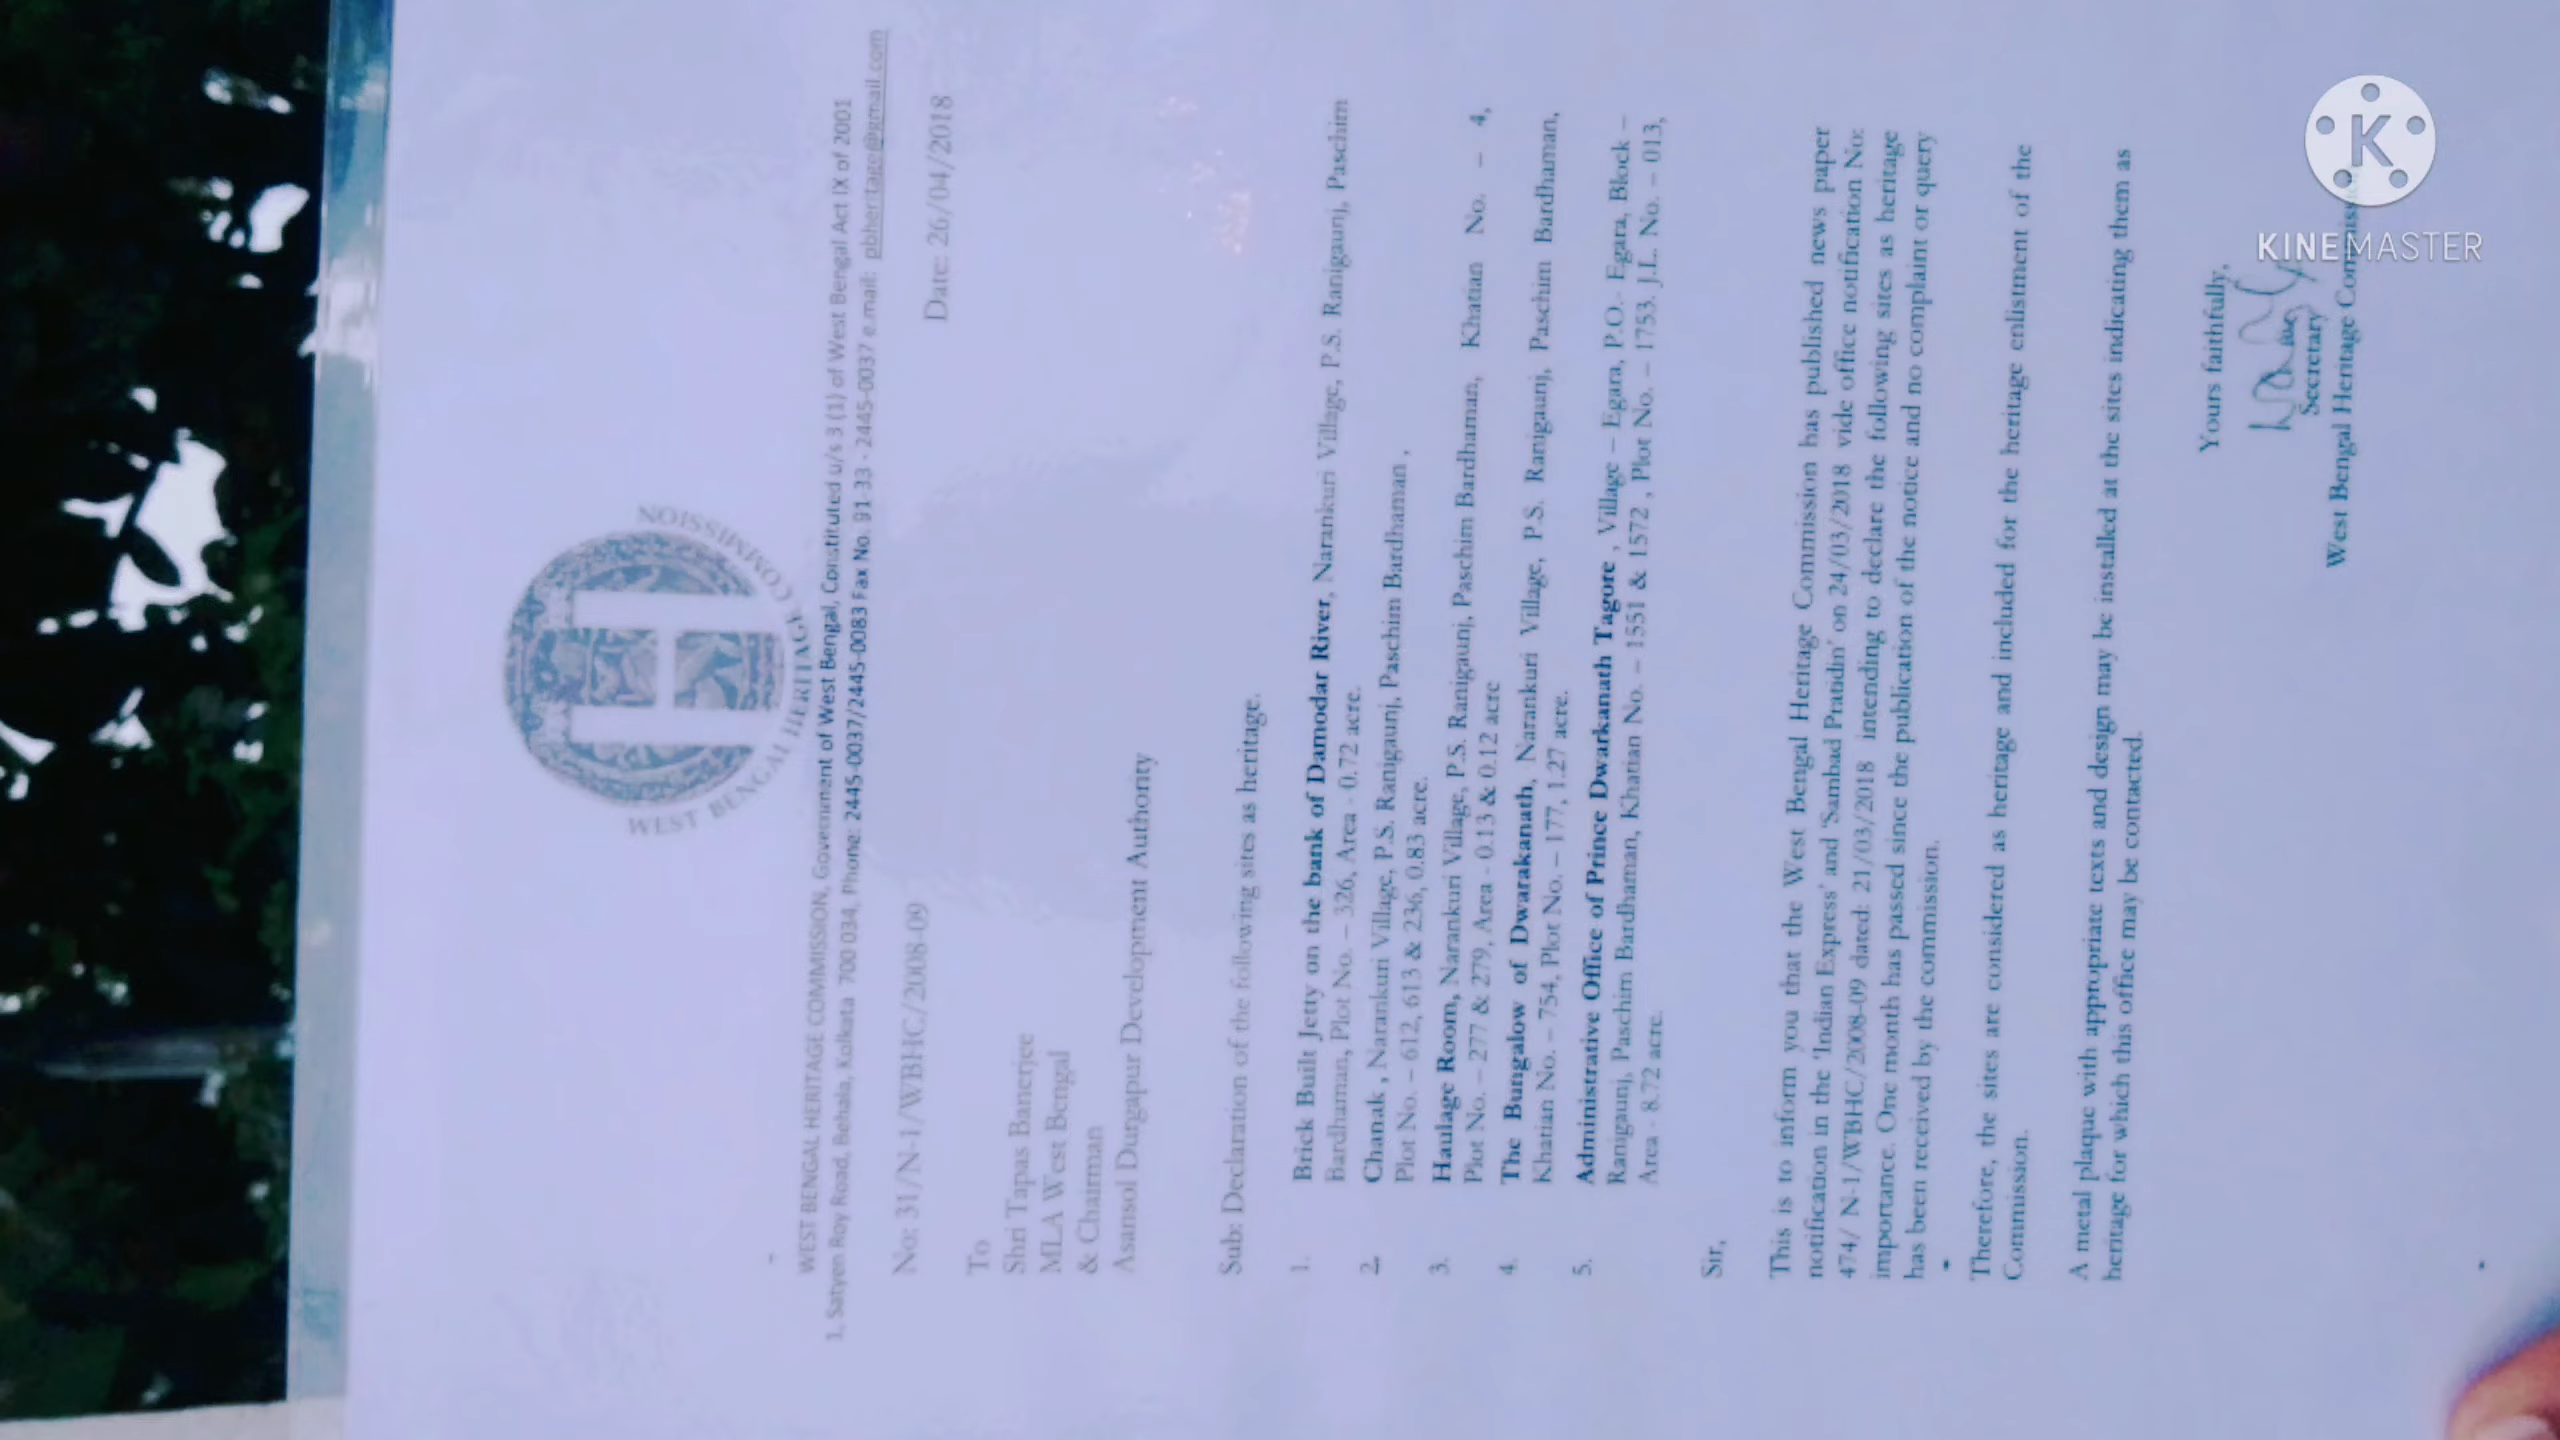 WEST BENGAL HERITAGE COMMISSION
WEST BENGAL HERITAGE COMMISSION, Government of West Bengal, Constituted u/s 3 (1) of West Bengal Act IX of 2001
1, Satyen Roy Road, Behala, Kolkata 700 034, Phone: 2445-0037/2445-0083 Fax No. 91-33 - 2445-0037 e.mail: pbheritage@gmail.com
No: 31/N-1/WBHC/2008-09 Date: 26/04/2018
To
Shri Tapas Banerjee
MLA West Bengal
& Chairman
Asansol Durgapur Development Authority
Sub: Declaration of the following sites as heritage.
1. Brick Built Jetty on the bank of Damodar River, Narankuri Village, P.S. Ranigaunj, Paschim
Bardhaman, Plot No. – 326, Area - 0.72 acre.
2. Chanak , Narankuri Village, P.S. Ranigaunj, Paschim Bardhaman ,
Plot No. – 612, 613 & 236, 0.83 acre.
3. Haulage Room, Narankuri Village, P.S. Ranigaunj, Paschim Bardhaman, Khatian No. – 4,
Plot No. – 277 & 279, Area - 0.13 & 0.12 acre
4. The Bungalow of Dwarakanath, Narankuri Village, P.S. Ranigaunj, Paschim Bardhaman,
Khatian No. – 754, Plot No. – 177, 1.27 acre.
5. Administrative Office of Prince Dwarkanath Tagore , Village – Egara, P.O.- Egara, Block –
Ranigaunj, Paschim Bardhaman, Khatian No. – 1551 & 1572 , Plot No. – 1753. J.L. No. – 013,
Area - 8.72 acre.
Sir,
This is to inform you that the West Bengal Heritage Commission has published news paper
notification in the 'Indian Express' and 'Sambad Pratidin' on 24/03/2018 vide office notification No:
474/ N-1/WBHC/2008-09 dated: 21/03/2018 intending to declare the following sites as heritage
importance. One month has passed since the publication of the notice and no complaint or query
has been received by the commission.
Therefore, the sites are considered as heritage and included for the heritage enlistment of the
Commission.
A metal plaque with appropriate texts and design may be installed at the sites indicating them as
heritage for which this office may be contacted.
Yours faithfully,
Secretary
West Bengal Heritage Commission
K
KINEMASTER